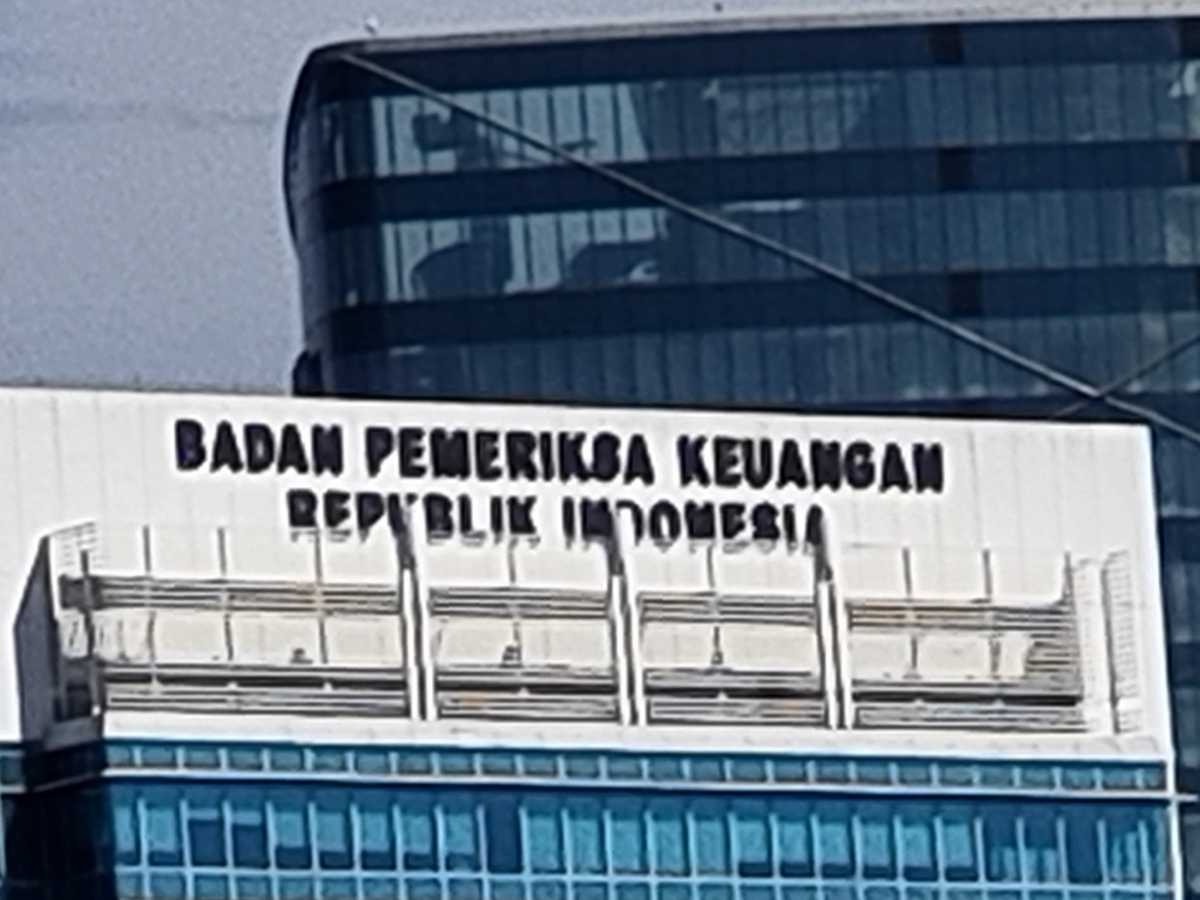 BADAN PEMERIKSA KEUANGAN
REPUBLIK INDONESIA